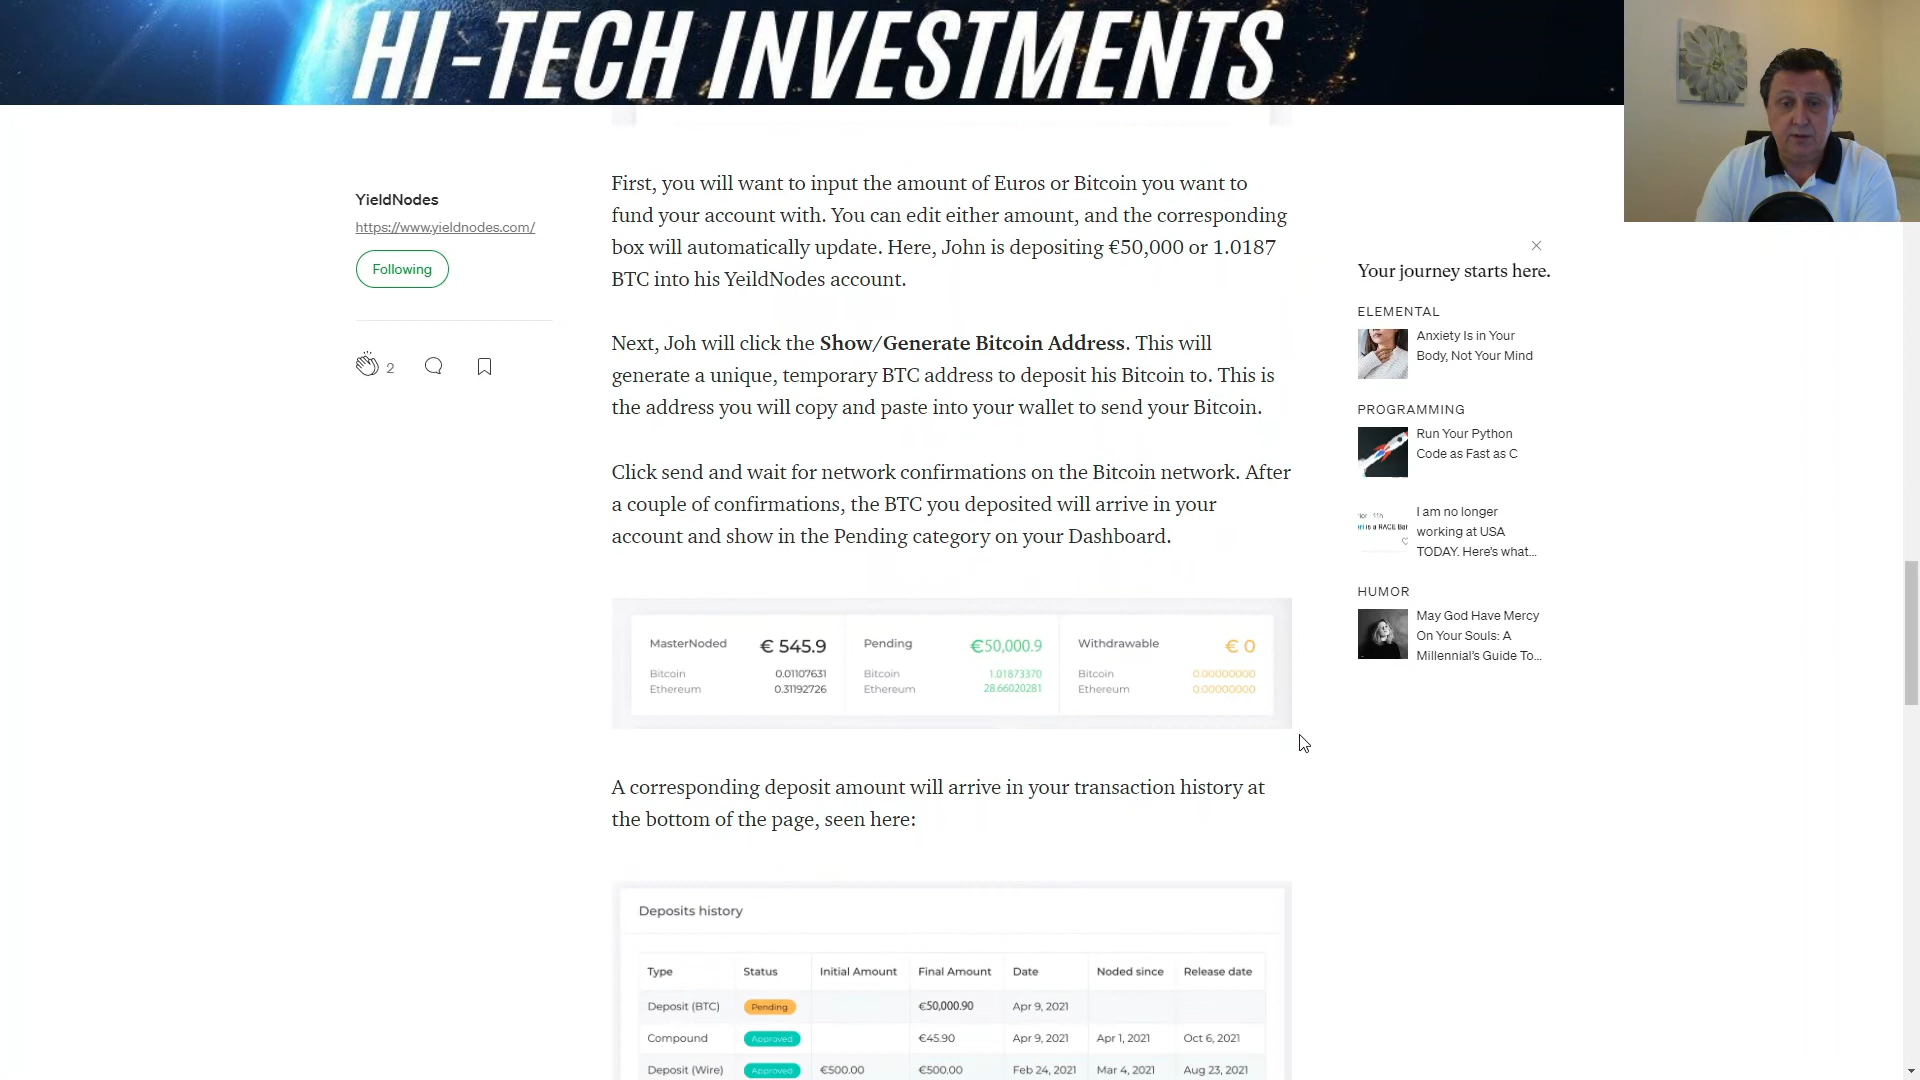 HI-TECH INVESTMENTS
YieldNodes
https://www.yieldnodes.com/
Following
2
First, you will want to input the amount of Euros or Bitcoin you want to
fund your account with. You can edit either amount, and the corresponding
box will automatically update. Here, John is depositing €50,000 or 1.0187
BTC into his YeildNodes account.
Next, Joh will click the Show/Generate Bitcoin Address. This will
generate a unique, temporary BTC address to deposit his Bitcoin to. This is
the address you will copy and paste into your wallet to send your Bitcoin.
Click send and wait for network confirmations on the Bitcoin network. After
a couple of confirmations, the BTC you deposited will arrive in your
account and show in the Pending category on your Dashboard.
MasterNoded € 545.9
Bitcoin 0.01107631
Ethereum 0.31192726
Pending €50,000.9
Bitcoin 1.01873370
Ethereum 28.66020281
Withdrawable € 0
Bitcoin 0.00000000
Ethereum 0.00000000
A corresponding deposit amount will arrive in your transaction history at
the bottom of the page, seen here:
Deposits history
Type Status Initial Amount Final Amount Date Noded since Release date
Deposit (BTC) Pending €50,000.90 Apr 9, 2021
Compound Approved €45.90 Apr 9, 2021 Apr 1, 2021 Oct 6, 2021
Deposit (Wire) Approved €500.00 €500.00 Feb 24, 2021 Mar 4, 2021 Aug 23, 2021
Your journey starts here.
ELEMENTAL
Anxiety Is in Your
Body, Not Your Mind
PROGRAMMING
Run Your Python
Code as Fast as C
I am no longer
working at USA
TODAY. Here's what...
HUMOR
May God Have Mercy
On Your Souls: A
Millennial's Guide To...